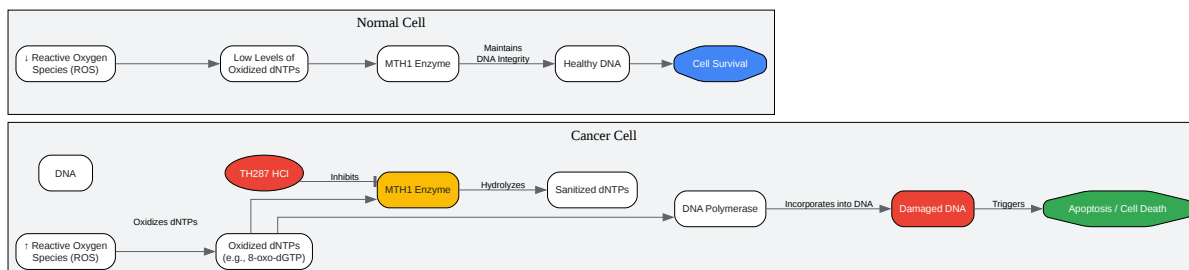 Normal Cell
↓ Reactive Oxygen
Species (ROS)
Low Levels of
Oxidized dNTPs
MTH1 Enzyme
Maintains
DNA Integrity
Healthy DNA
Cell Survival
Cancer Cell
DNA
TH287 HCl
Inhibits
MTH1 Enzyme
Hydrolyzes
Sanitized dNTPs
DNA Polymerase
Incorporates into DNA
Damaged DNA
Triggers
Apoptosis / Cell Death
Oxidizes dNTPs
↑ Reactive Oxygen
Species (ROS)
Oxidized dNTPs
(e.g., 8-oxo-dGTP)